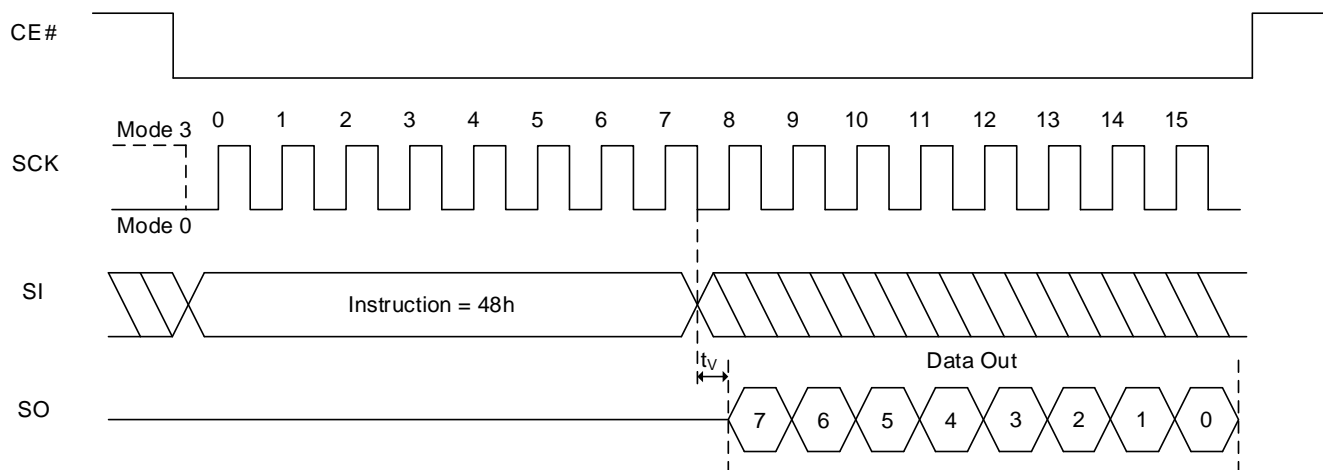 CE#
0 1 2 3 4 5 6 7 8 9 10 11 12 13 14 15
Mode 3
SCK
Mode 0
SI
Instruction = 48h
tV
Data Out
SO
7 6 5 4 3 2 1 0